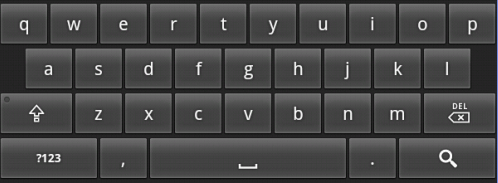 q w e r t y u i o p
a s d f g h j k l
z x c v b n m DEL
?123 , .